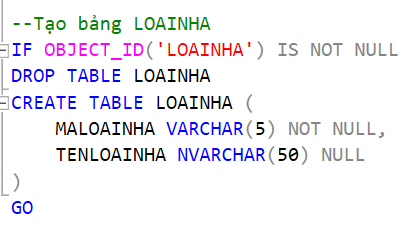 --Tạo bảng LOAINHA
IF OBJECT_ID('LOAINHA') IS NOT NULL
DROP TABLE LOAINHA
CREATE TABLE LOAINHA (
    MALOAINHA VARCHAR(5) NOT NULL,
    TENLOAINHA NVARCHAR(50) NULL
)
GO